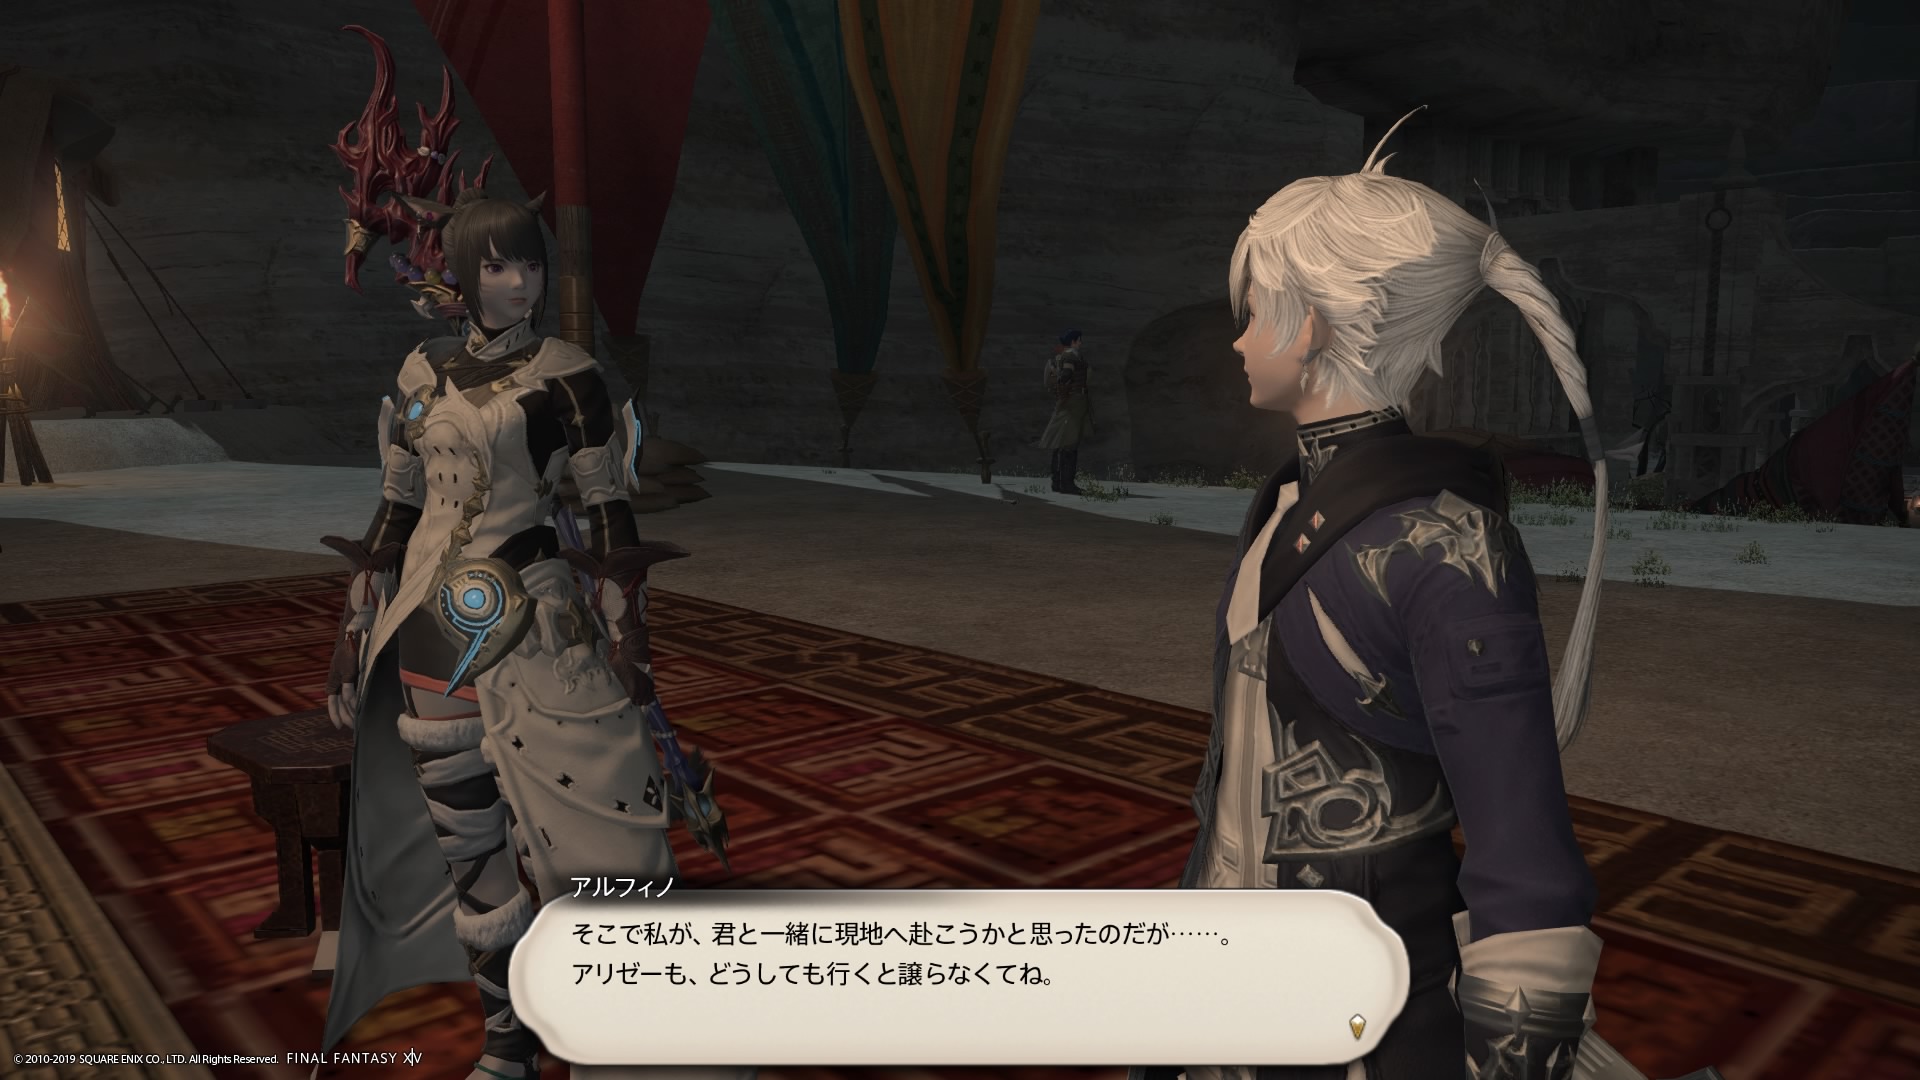 アルフィノ
そこで私が、君と一緒に現地へ赴こうかと思ったのだが……。
アリゼーも、どうしても行くと譲らなくてね。
© 2010-2019 SQUARE ENIX CO., LTD. All Rights Reserved. FINAL FANTASY XIV